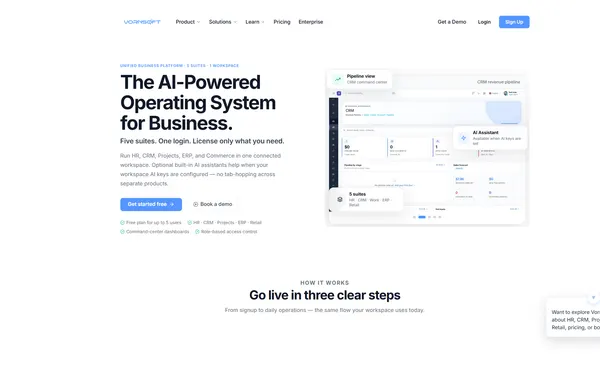 VORMSOFT
Product
Solutions
Learn
Pricing
Enterprise
Get a Demo
Login
Sign Up
UNIFIED BUSINESS PLATFORM · 5 SUITES · 1 WORKSPACE
The AI-Powered
Operating System
for Business.
Five suites. One login. License only what you need.
Run HR, CRM, Projects, ERP, and Commerce in one connected
workspace. Optional built-in AI assistants help when your
workspace AI keys are configured — no tab-hopping across
separate products.
Get started free →
Book a demo
Free plan for up to 5 users
HR · CRM · Projects · ERP · Retail
Command-center dashboards
Role-based access control
Pipeline view
CRM command center
CRM revenue pipeline
CRM
AI Assistant
Available when AI keys are
set
5 suites
HR · CRM · Work · ERP ·
Retail
HOW IT WORKS
Go live in three clear steps
From signup to daily operations — the same flow your workspace uses today.
Want to explore
about HR, CRM,
Retail, pricing, or